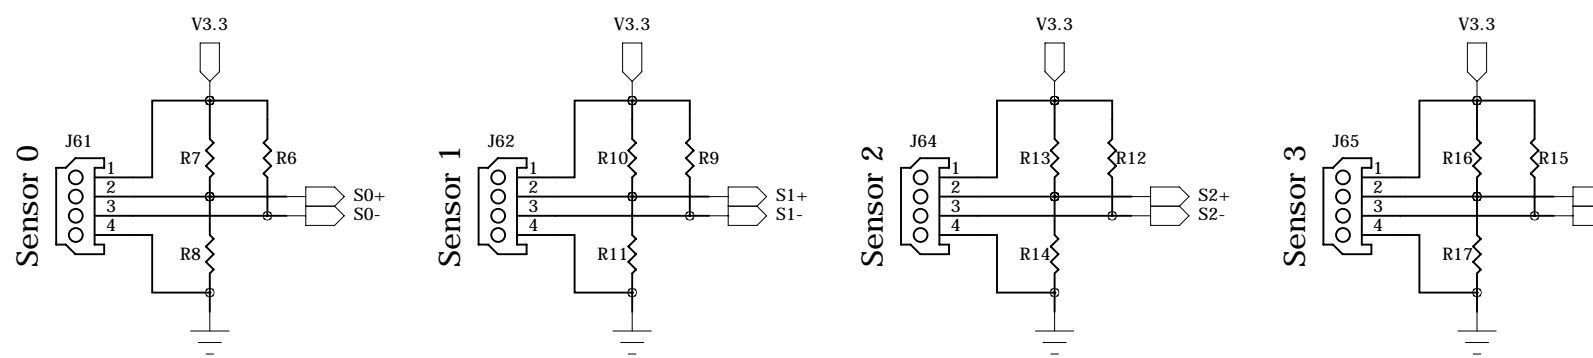 V3.3 V3.3 V3.3 V3.3
Sensor 0
J61
1
2
3
4
R7
R6
R8
S0+
S0-
Sensor 1
J62
1
2
3
4
R10
R9
R11
S1+
S1-
Sensor 2
J64
1
2
3
4
R13
R12
R14
S2+
S2-
Sensor 3
J65
1
2
3
4
R16
R15
R17